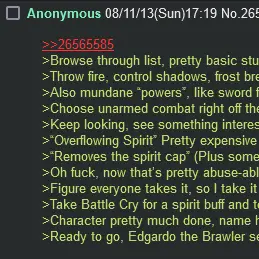 Anonymous 08/11/13(Sun)17:19 No.265
>>26565585
>Browse through list, pretty basic stu
>Throw fire, control shadows, frost bre
>Also mundane “powers”, like sword f
>Choose unarmed combat right off the
>Keep looking, see something interes
>“Overflowing Spirit” Pretty expensive
>“Removes the spirit cap” (Plus some
>Oh fuck, now that’s pretty abuse-abl
>Figure everyone takes it, so I take it
>Take Battle Cry for a spirit buff and t
>Character pretty much done, name h
>Ready to go, Edgardo the Brawler se